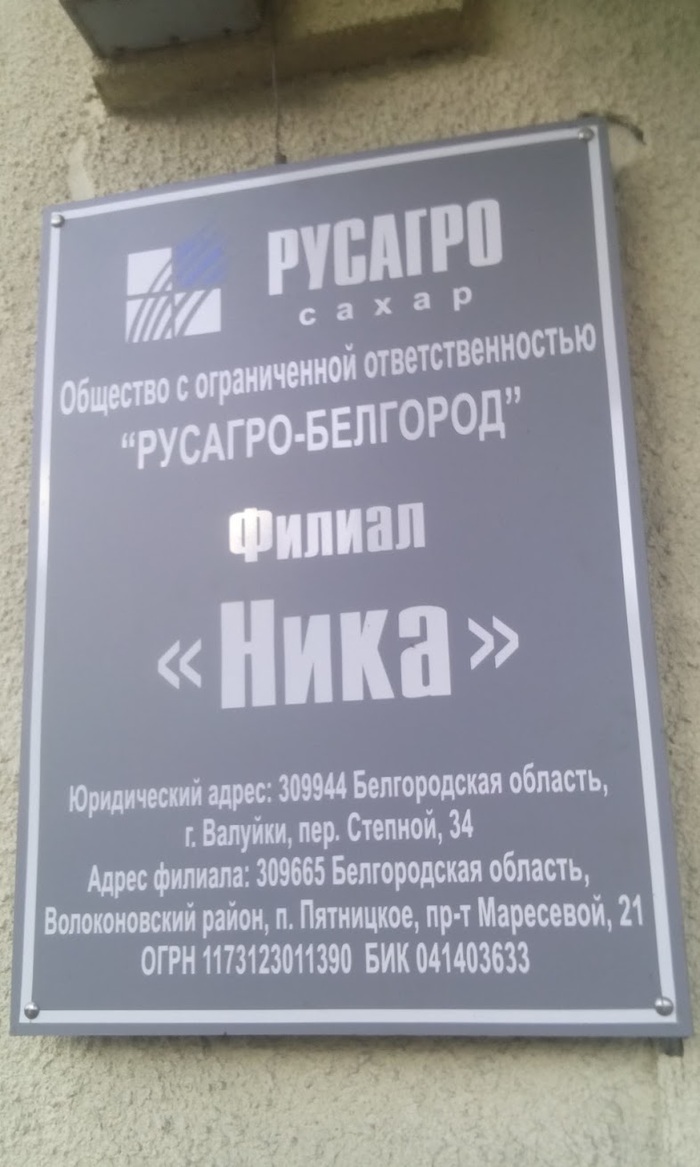 РУСАГРО
сахар
Общество с ограниченной ответственностью
“РУСАГРО-БЕЛГОРОД”
Филиал
«Ника»
Юридический адрес: 309944 Белгородская область,
г. Валуйки, пер. Степной, 34
Адрес филиала: 309665 Белгородская область,
Волоконовский район, п. Пятницкое, пр-т Маресевой, 21
ОГРН 1173123011390 БИК 041403633